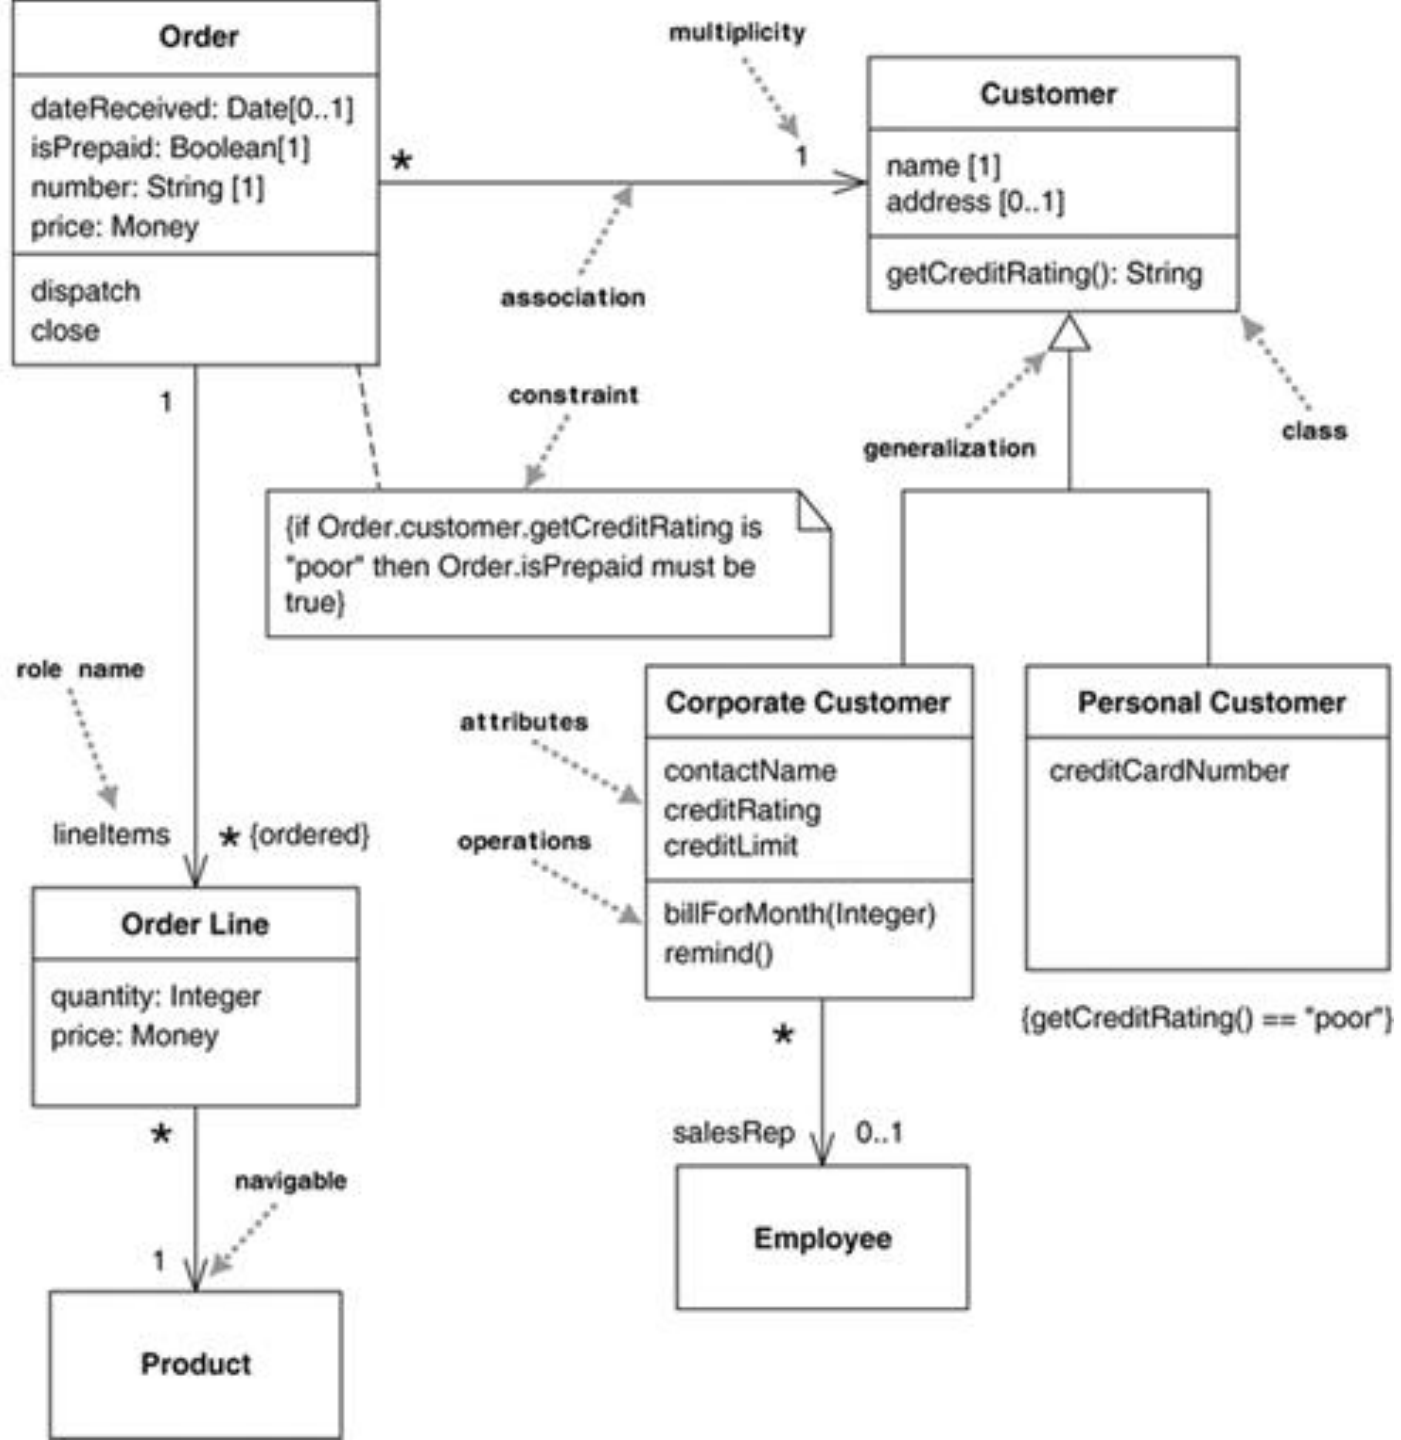 Order
dateReceived: Date[0..1]
isPrepaid: Boolean[1]
number: String [1]
price: Money
dispatch
close
multiplicity
*
1
association
Customer
name [1]
address [0..1]
getCreditRating(): String
generalization
class
1
constraint
{if Order.customer.getCreditRating is
"poor" then Order.isPrepaid must be
true}
role name
lineItems
* {ordered}
Order Line
quantity: Integer
price: Money
*
navigable
1
Product
attributes
operations
Corporate Customer
contactName
creditRating
creditLimit
billForMonth(Integer)
remind()
*
salesRep
0..1
Employee
Personal Customer
creditCardNumber
{getCreditRating() == "poor"}